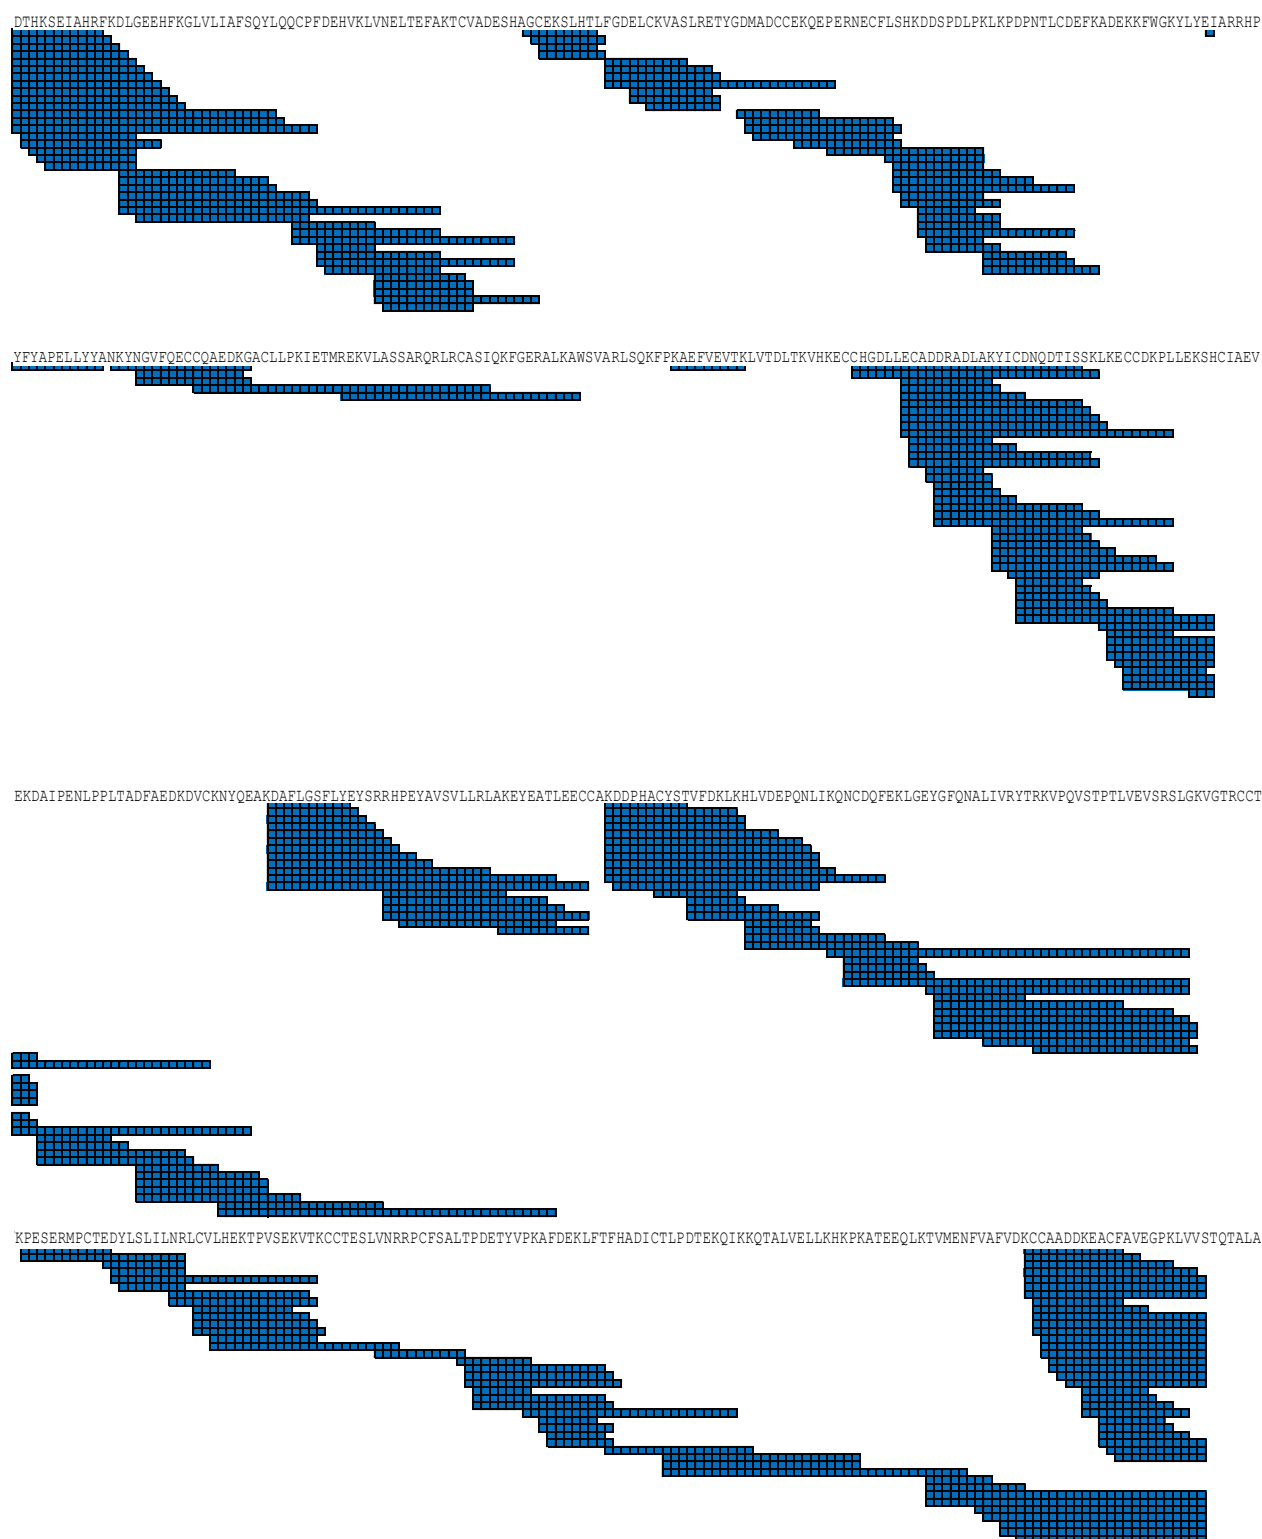 DTHKSEIAHRFKDLGEEHFKGLVLIAFSQYLQQCPFDEHVKLVNELTEFAKTCVADESHAGCEKSLHTLFGDELCKVASLRETYGDMADCCEKQEPERNECFLSHKDDSPDLPKLKPDPNTLCDEFKADEKKFWGKYLYEIARRHP
YFYAPELLYYANKYNGVFQECCQAEDKGACLLPKIETMREKVLASSARQRLRCASIQKFGERALKAWSVARLSQKFPKAEFVEVTKLVTDLTKVHKECCHGDLLECADDRADLAKYICDNQDTISSKLKECCDKPLLEKSHCIAEV
EKDAIPENLPPLTADFAEDKDVCKNYQEAKDAFLGSFLYEYSRRHPEYAVSVLLRLAKEYEATLEECCAKDDPHACYSTVFDKLKHLVDEPQNLIKQNCDQFEKLGEYGFQNALIVRYTRKVPQVSTPTLVEVSRSLGKVGTRCCT
KPESERMPCTEDYLSLILNRLCVLHEKTPVSEKVTKCCTESLVNRRPCFSALTPDETYVPKAFDEKLFTFHADICTLPDTEKQIKKQTALVELLKHKPKATEEQLKTVMENFVAFVDKCCAADDKEACFAVEGPKLVVSTQTALA